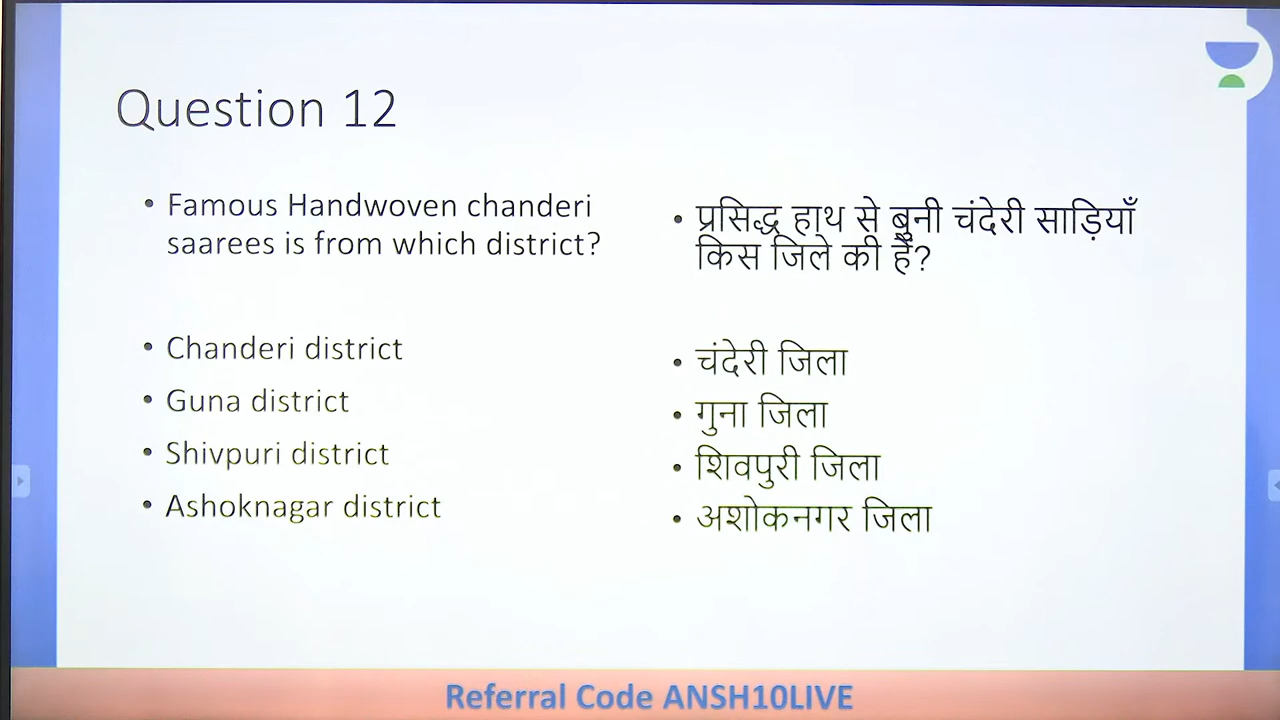 Question 12
• Famous Handwoven chanderi
saarees is from which district?
• Chanderi district
• Guna district
• Shivpuri district
• Ashoknagar district
• प्रसिद्ध हाथ से बुनी चंदेरी साड़ियाँ
किस जिले की हैं?
• चंदेरी जिला
• गुना जिला
• शिवपुरी जिला
• अशोकनगर जिला
Referral Code ANSH10LIVE